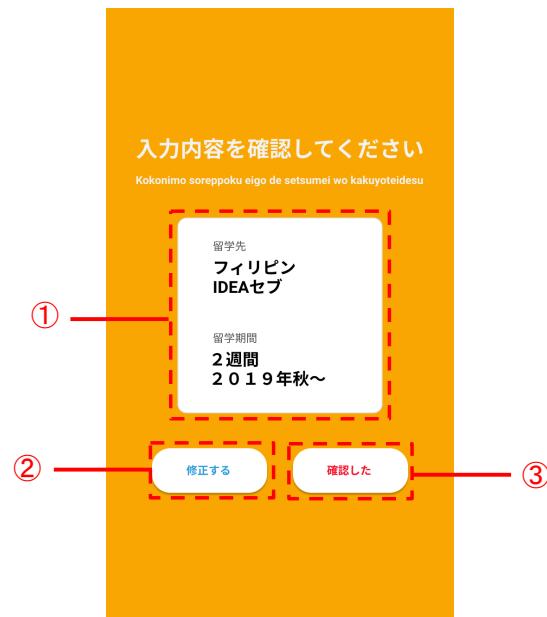 入力内容を確認してください
Kokonimo soreppoku eigo de setsumei wo kakuyoteidesu
留学先
フィリピン
IDEAセブ
①
留学期間
2週間
2019年秋〜
②
修正する
確認した
③